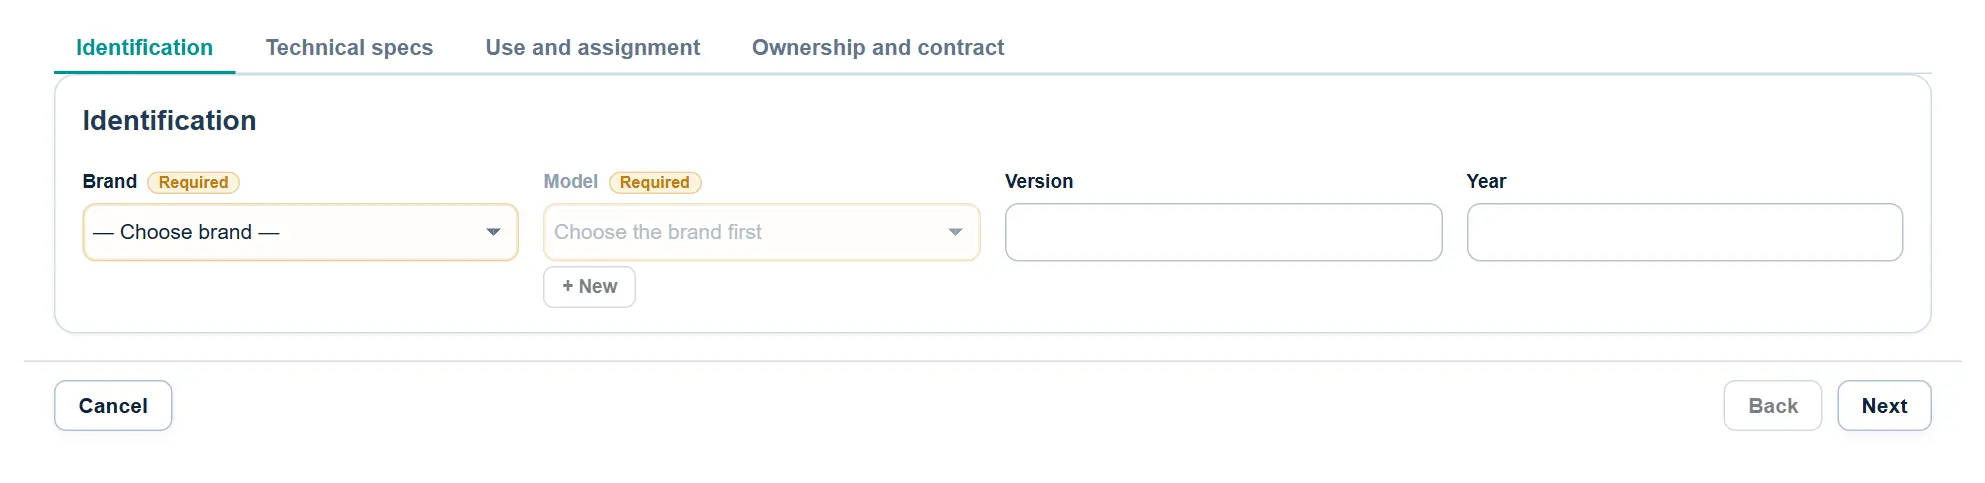 Identification Technical specs Use and assignment Ownership and contract
Identification
Brand Required Model Required Version Year
— Choose brand — Choose the brand first
+ New
Cancel Back Next